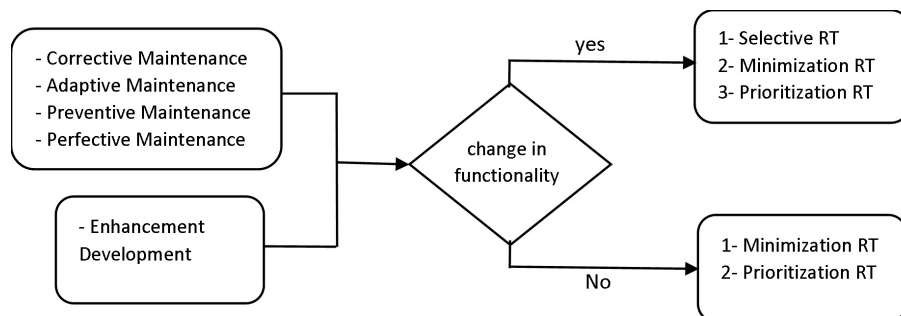 - Corrective Maintenance
- Adaptive Maintenance
- Preventive Maintenance
- Perfective Maintenance
- Enhancement
Development
change in
functionality
yes
1- Selective RT
2- Minimization RT
3- Prioritization RT
No
1- Minimization RT
2- Prioritization RT